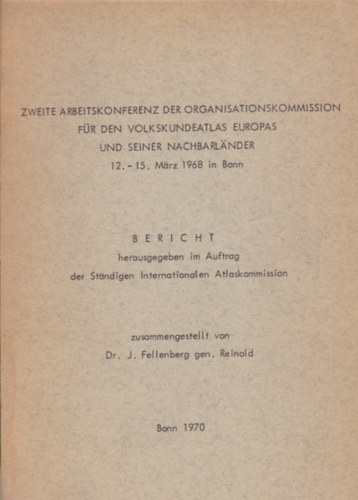 ZWEITE ARBEITSKONFERENZ DER ORGANISATIONSKOMMISSION
FÜR DEN VOLKSKUNDEATLAS EUROPAS
UND SEINER NACHBARLÄNDER
12. - 15. März 1968 in Bonn
B E R I C H T
herausgegeben im Auftrag
der Ständigen Internationalen Atlaskommission
zusammengestellt von
Dr. J. Fellenberg gen. Reinold
Bonn 1970